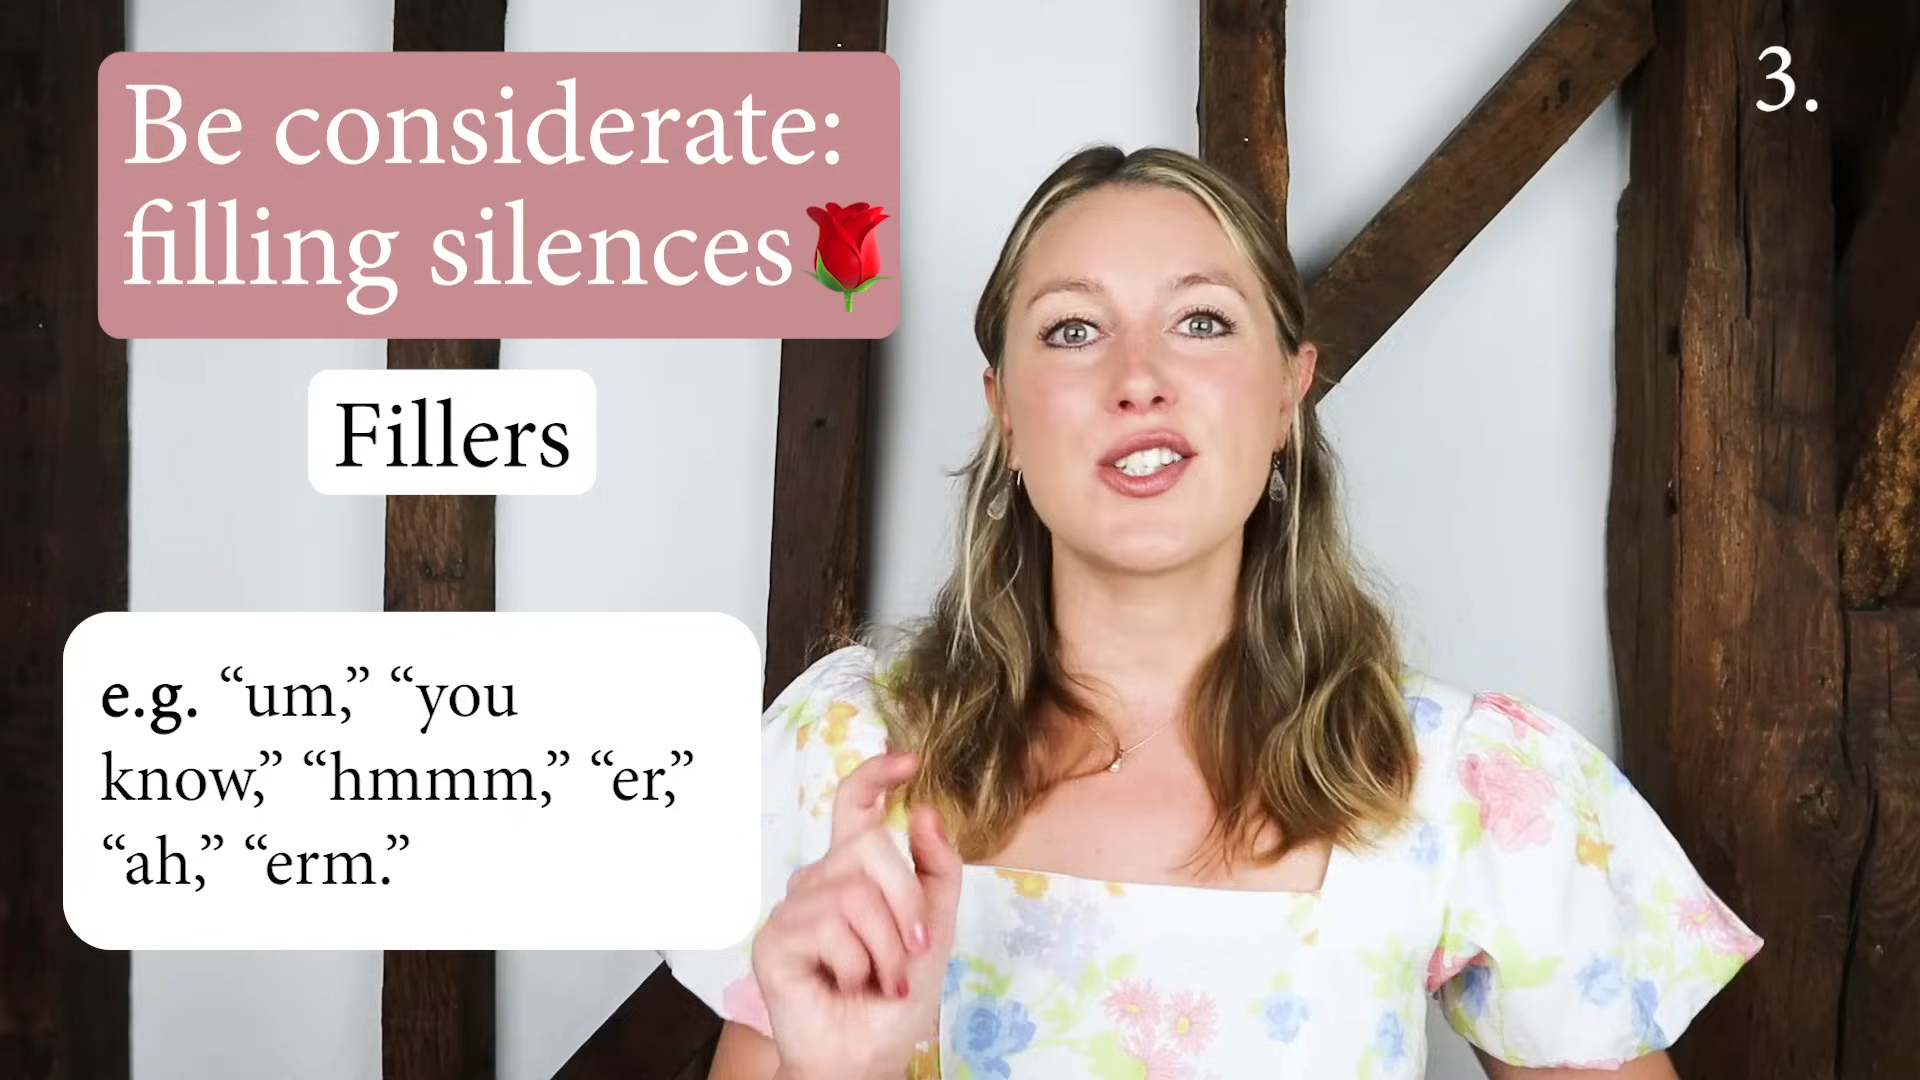 Be considerate:
filling silences🌹
3.
Fillers
e.g. “um,” “you
know,” “hmmm,” “er,”
“ah,” “erm.”